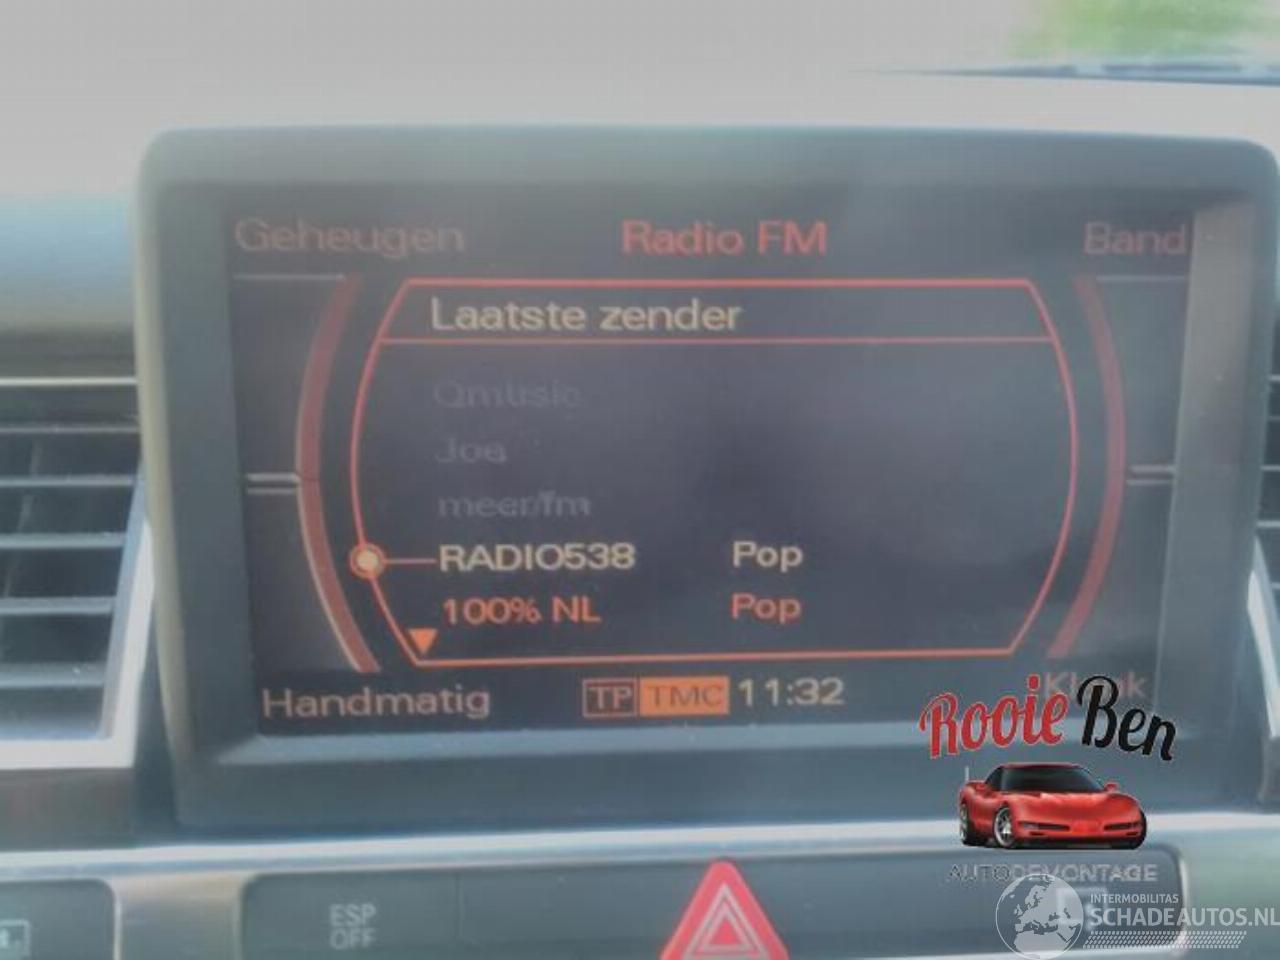 Geheugen Radio FM Band
Laatste zender
Qmusic
Joe
meer/fm
RADIO538 Pop
100% NL Pop
Handmatig TP TMC 11:32 Klank
Rooie Ben
AUTODEMONTAGE
ESP
OFF
INTERMOBILITAS
SCHADEAUTOS.NL